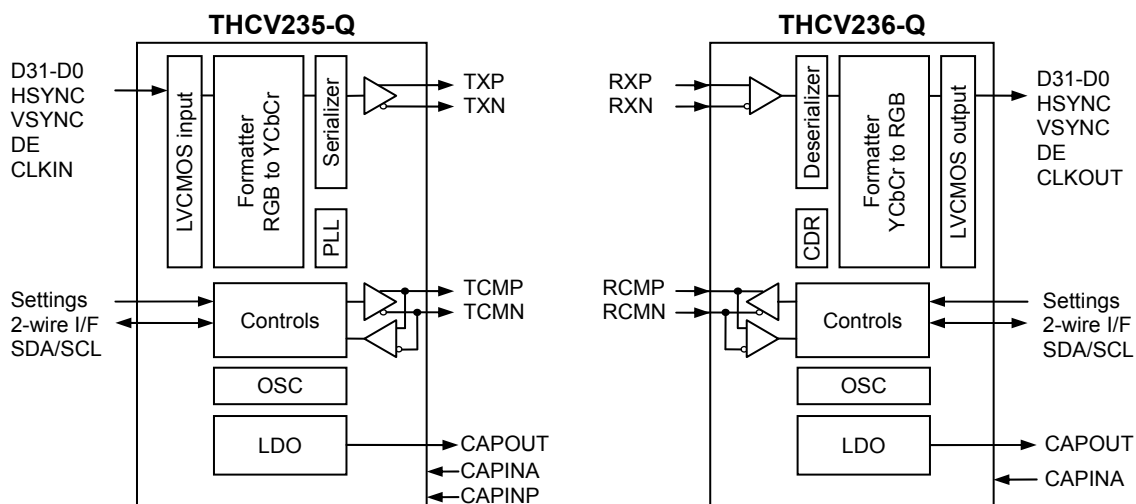 THCV235-Q
D31-D0
HSYNC
VSYNC
DE
CLKIN
LVCMOS input
Formatter
RGB to YCbCr
Serializer
PLL
TXP
TXN
Settings
2-wire I/F
SDA/SCL
Controls
TCMP
TCMN
OSC
LDO
CAPOUT
CAPINA
CAPINP
THCV236-Q
RXP
RXN
Deserializer
CDR
Formatter
YCbCr to RGB
LVCMOS output
D31-D0
HSYNC
VSYNC
DE
CLKOUT
RCMP
RCMN
Controls
Settings
2-wire I/F
SDA/SCL
OSC
LDO
CAPOUT
CAPINA